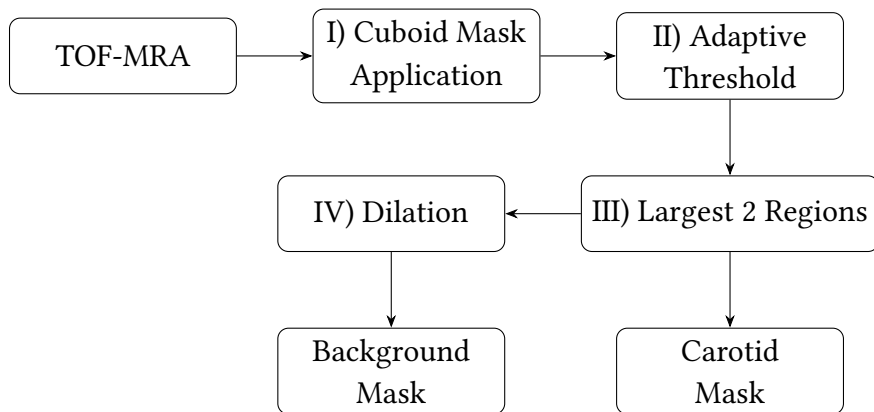 TOF-MRA
I) Cuboid Mask
Application
II) Adaptive
Threshold
IV) Dilation
III) Largest 2 Regions
Background
Mask
Carotid
Mask